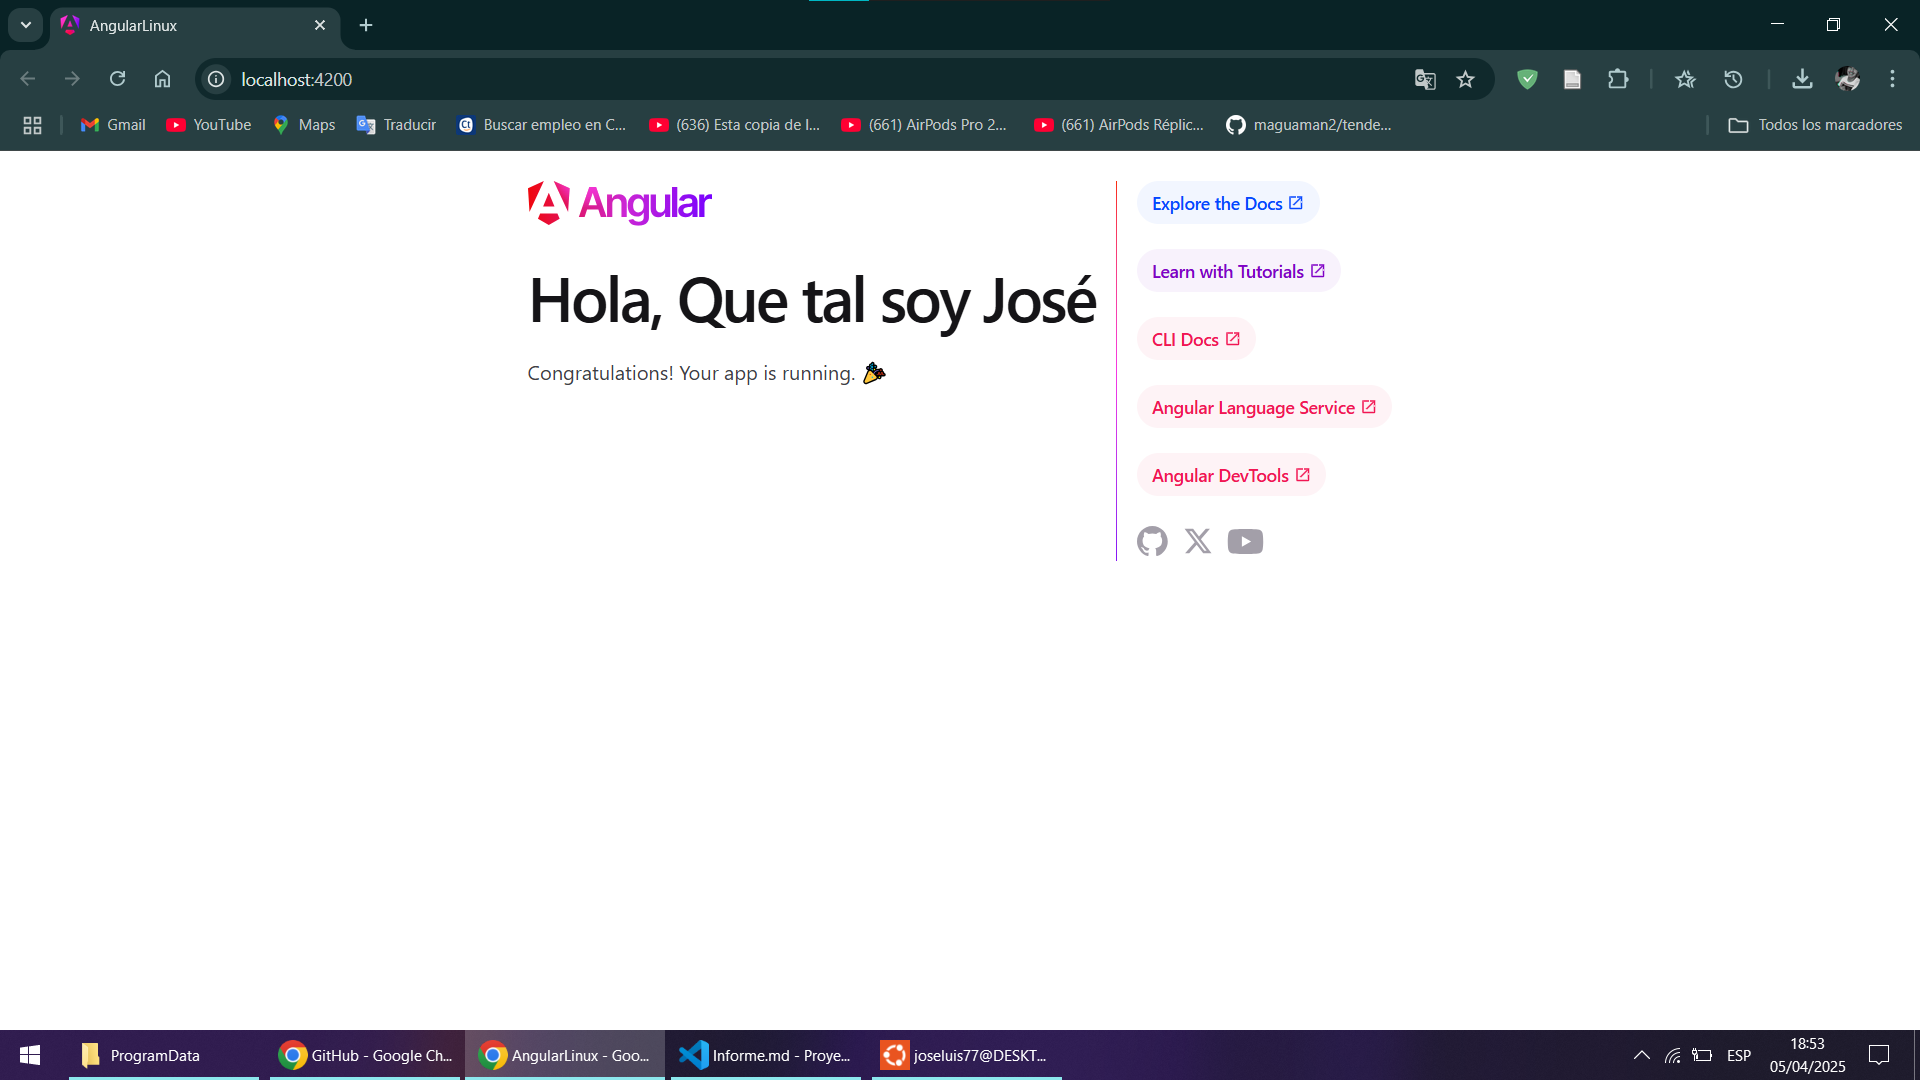 AngularLinux
localhost:4200
Gmail
YouTube
Maps
Traducir
Buscar empleo en C...
(636) Esta copia de l...
(661) AirPods Pro 2...
(661) AirPods Réplic...
maguaman2/tende...
Todos los marcadores
Angular
Hola, Que tal soy José
Congratulations! Your app is running. 🎉
Explore the Docs
Learn with Tutorials
CLI Docs
Angular Language Service
Angular DevTools
ProgramData
GitHub - Google Ch...
AngularLinux - Goo...
Informe.md - Proye...
joseluis77@DESKT...
ESP
18:53
05/04/2025